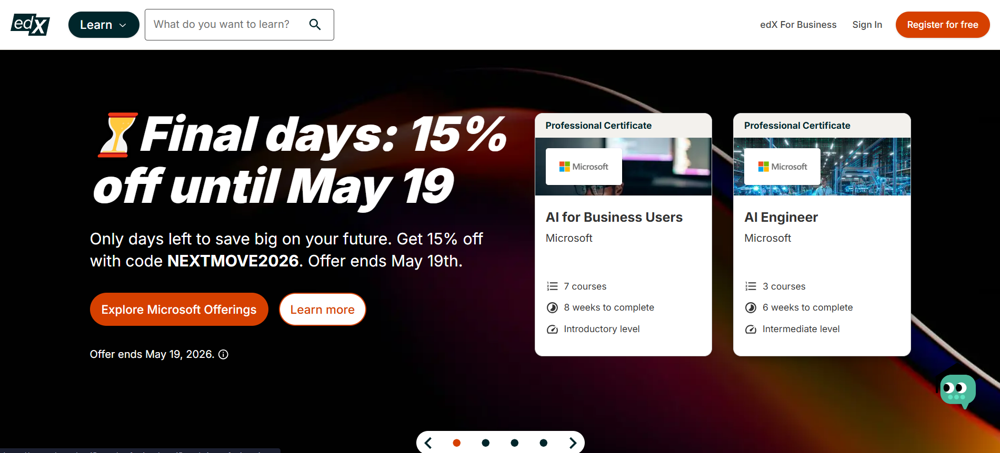 edX
Learn
What do you want to learn?
edX For Business
Sign In
Register for free
Final days: 15%
off until May 19
Only days left to save big on your future. Get 15% off
with code NEXTMOVE2026. Offer ends May 19th.
Explore Microsoft Offerings
Learn more
Offer ends May 19, 2026.
Professional Certificate
Microsoft
AI for Business Users
Microsoft
7 courses
8 weeks to complete
Introductory level
Professional Certificate
Microsoft
AI Engineer
Microsoft
3 courses
6 weeks to complete
Intermediate level